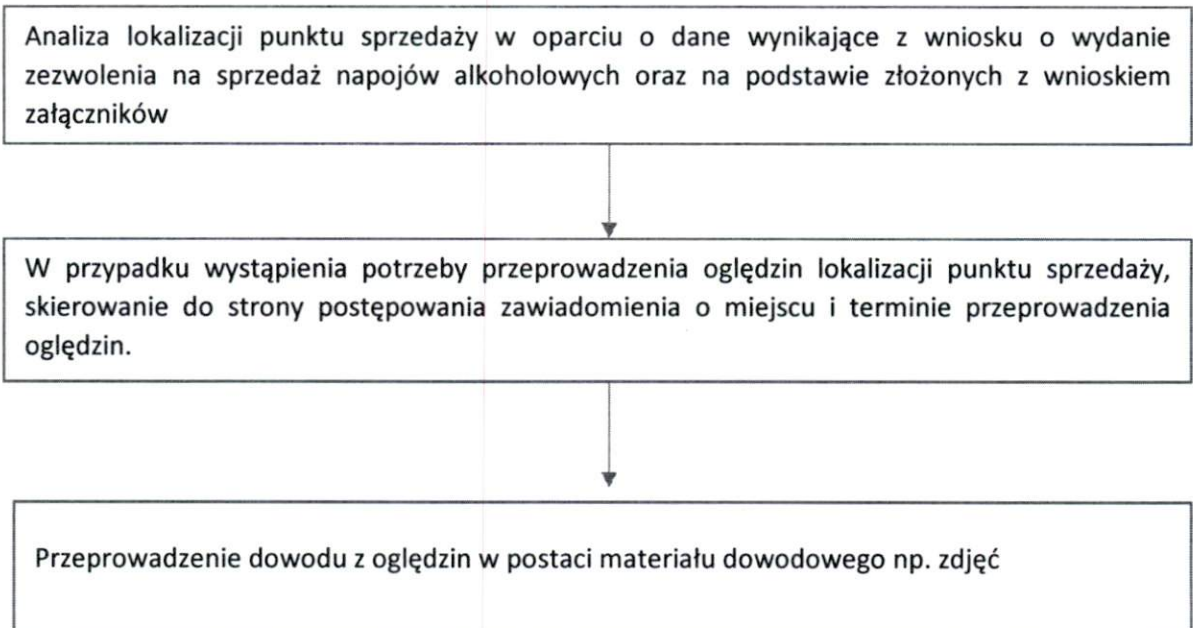 Analiza lokalizacji punktu sprzedaży w oparciu o dane wynikające z wniosku o wydanie
zezwolenia na sprzedaż napojów alkoholowych oraz na podstawie złożonych z wnioskiem
załączników
W przypadku wystąpienia potrzeby przeprowadzenia oględzin lokalizacji punktu sprzedaży,
skierowanie do strony postępowania zawiadomienia o miejscu i terminie przeprowadzenia
oględzin.
Przeprowadzenie dowodu z oględzin w postaci materiału dowodowego np. zdjęć